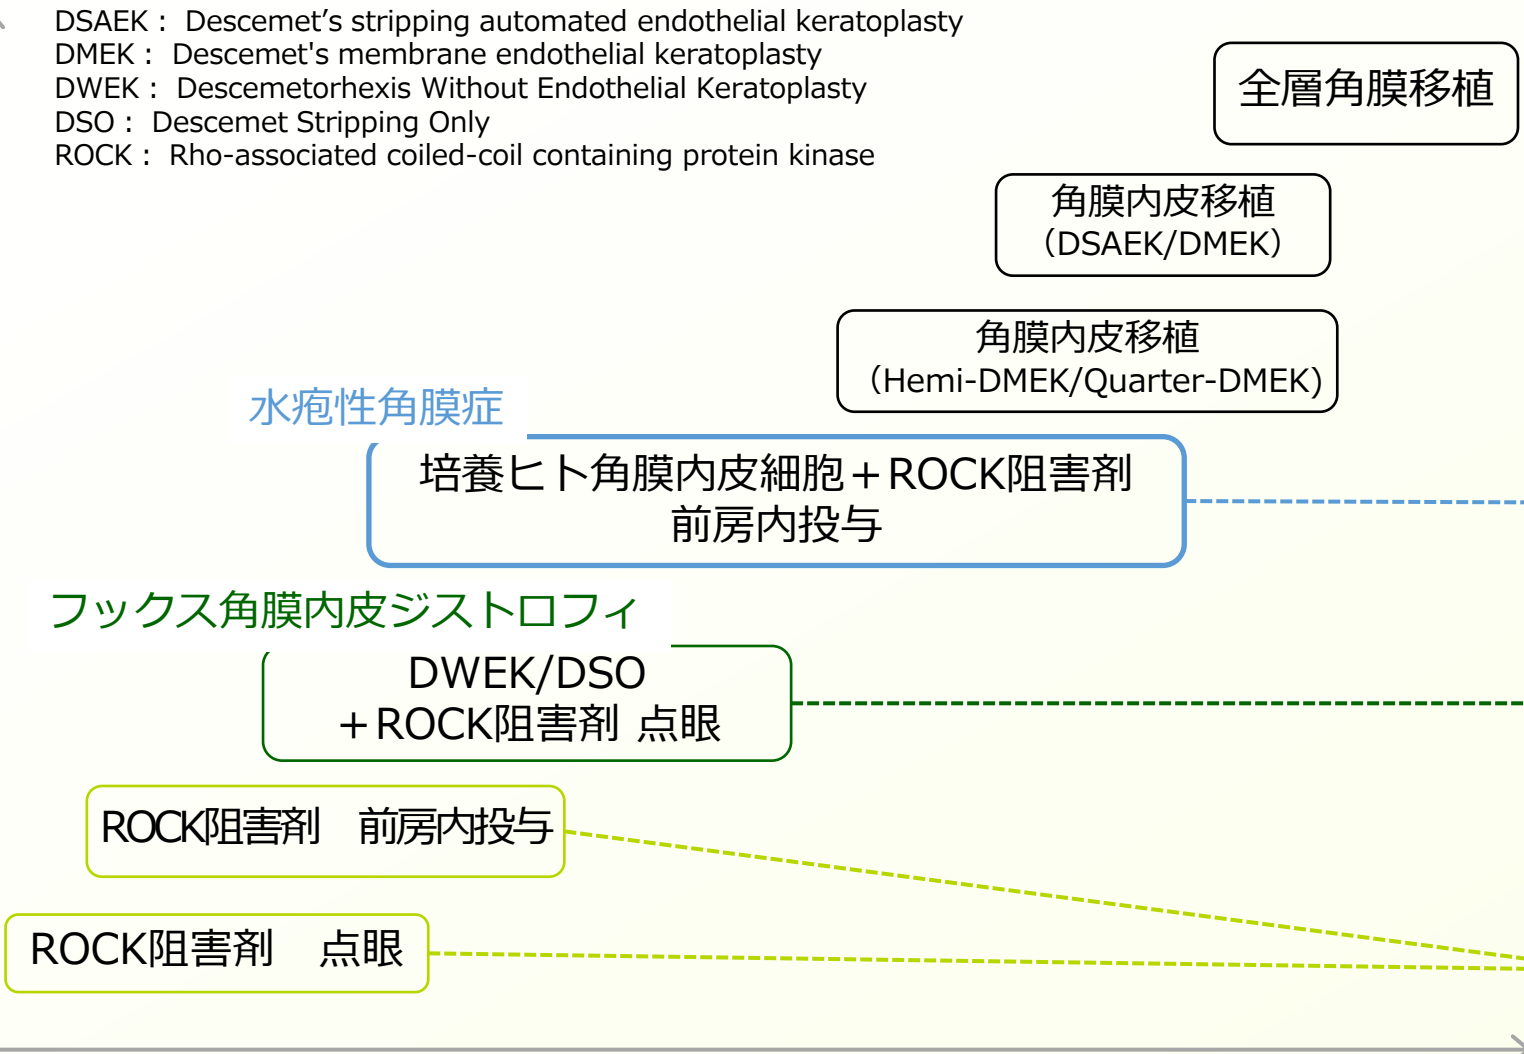 DSAEK： Descemet’s stripping automated endothelial keratoplasty
DMEK： Descemet's membrane endothelial keratoplasty
DWEK： Descemetorhexis Without Endothelial Keratoplasty
DSO： Descemet Stripping Only
ROCK： Rho-associated coiled-coil containing protein kinase
全層角膜移植
角膜内皮移植
（DSAEK/DMEK）
角膜内皮移植
（Hemi-DMEK/Quarter-DMEK)
水疱性角膜症
培養ヒト角膜内皮細胞＋ROCK阻害剤
前房内投与
フックス角膜内皮ジストロフィ
DWEK/DSO
＋ROCK阻害剤 点眼
ROCK阻害剤　前房内投与
ROCK阻害剤　点眼